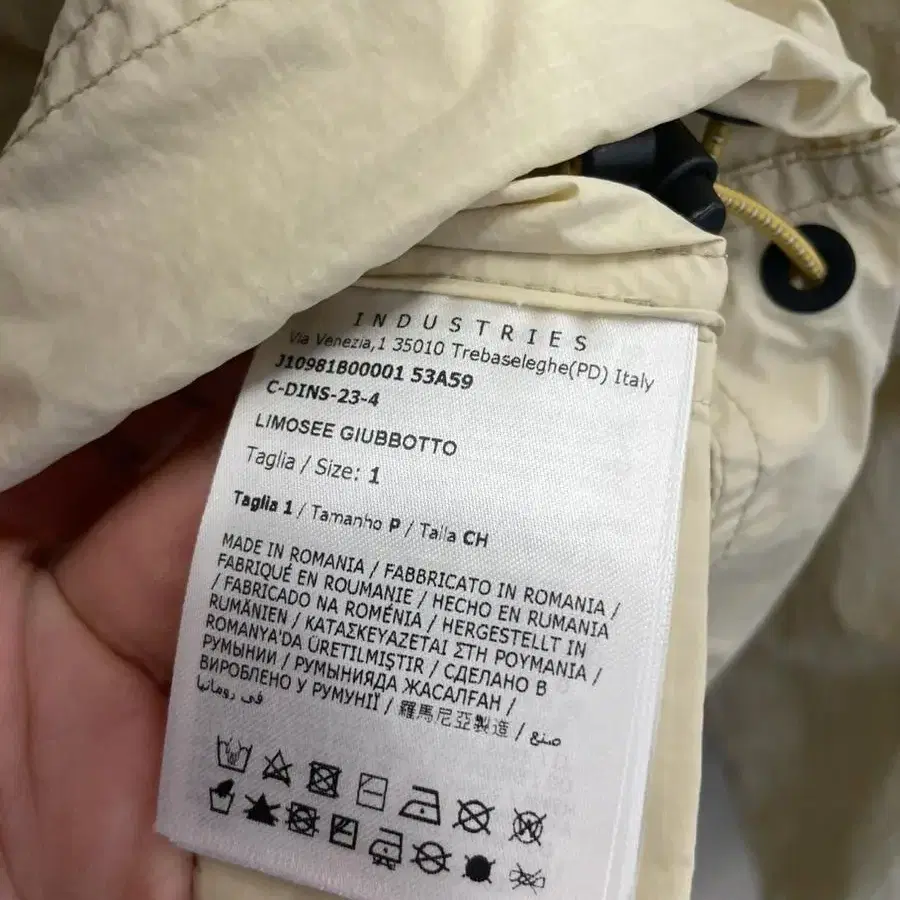 INDUSTRIES
Via Venezia,1 35010 Trebaseleghe(PD) Italy
J10981B00001 53A59
C-DINS-23-4
LIMOSEE GIUBBOTTO
Taglia / Size: 1
Taglia 1 / Tamanho P / Talla CH
MADE IN ROMANIA / FABBRICATO IN ROMANIA /
FABRIQUÉ EN ROUMANIE / HECHO EN RUMANIA
/ FABRICADO NA ROMÉNIA / HERGESTELLT IN
RUMÄNIEN / ΚΑΤΑΣΚΕΥΑΖΕΤΑΙ ΣΤΗ ΡΟΥΜΑΝΙΑ /
ROMANYA'DA ÜRETILMIŞTIR / СДЕЛАНО В
РУМЫНИИ / РУМЫНИЯДА ЖАСАЛҒАН /
ВИРОБЛЕНО У РУМУНІЇ / 羅馬尼亞製造 / صنع
في رومانيا